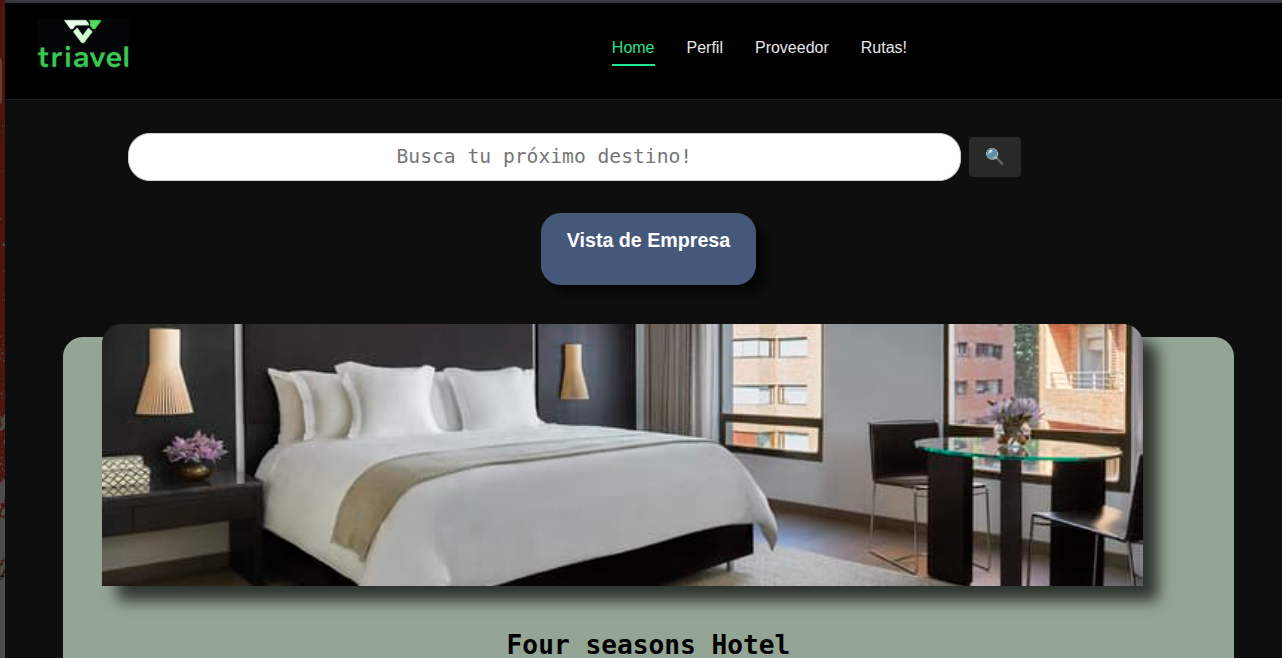 triavel
Home Perfil Proveedor Rutas!
Busca tu próximo destino!
Vista de Empresa
Four seasons Hotel